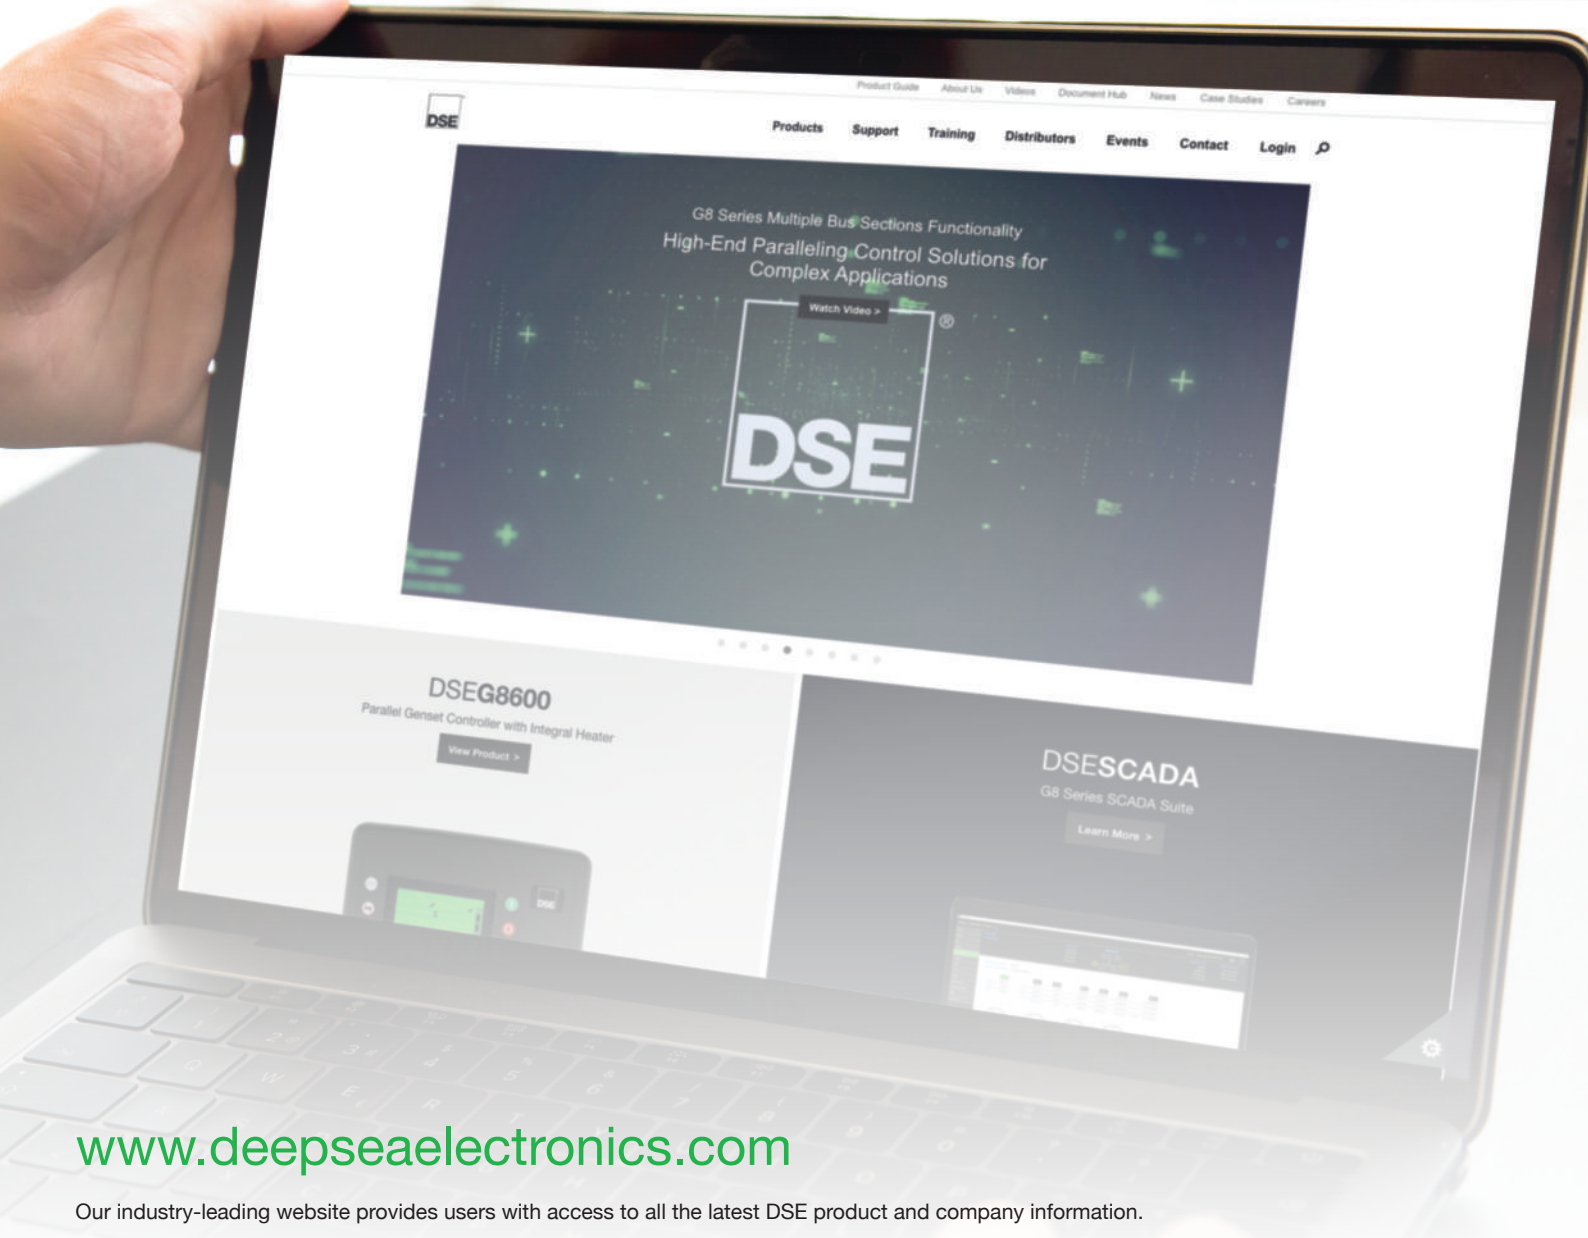 Product Guide About Us Videos Document Hub News Case Studies Careers
DSE
Products Support Training Distributors Events Contact Login
G8 Series Multiple Bus Sections Functionality
High-End Paralleling Control Solutions for
Complex Applications
Watch Video >
®
DSE
DSEG8600
Parallel Genset Controller with Integral Heater
View Product >
DSE
DSESCADA
G8 Series SCADA Suite
Learn More >
www.deepseaelectronics.com
Our industry-leading website provides users with access to all the latest DSE product and company information.